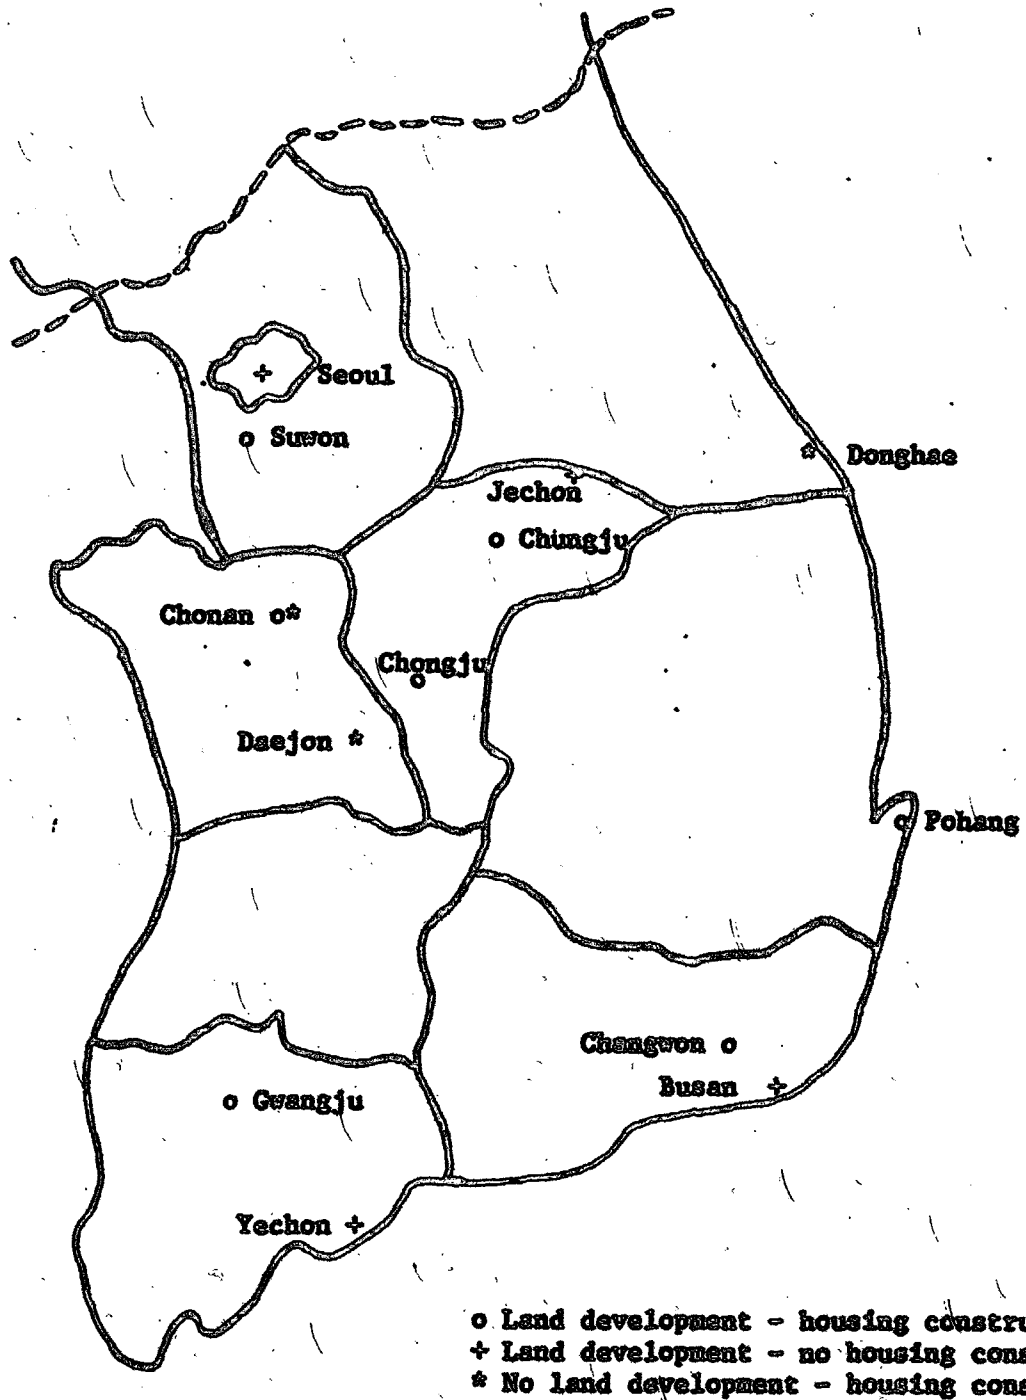 + Seoul
o Suwon
* Donghae
Jechon +
o Chungju
Chonan o*
Chongju
o
Daejon *
o Pohang
Changwon o
Busan +
o Gwangju
Yechon +
o Land development - housing constru
+ Land development - no housing cons
* No land development - housing cons